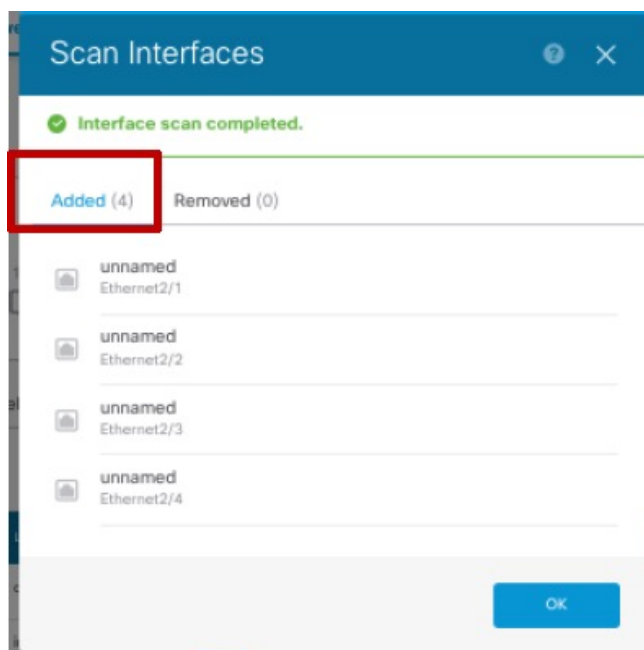 Scan Interfaces
Interface scan completed.
Added (4) Removed (0)
unnamed
Ethernet2/1
unnamed
Ethernet2/2
unnamed
Ethernet2/3
unnamed
Ethernet2/4
OK